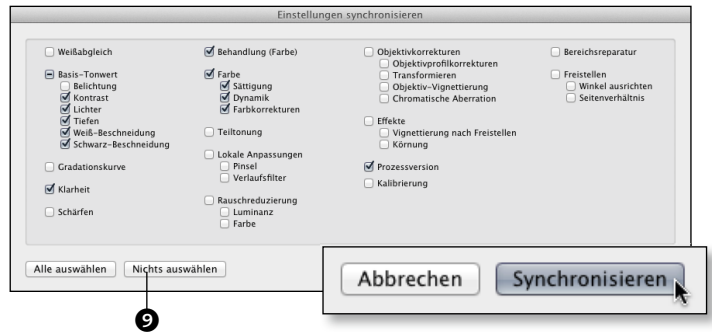 Einstellungen synchronisieren
Weißabgleich
Basis-Tonwert
Belichtung
Kontrast
Lichter
Tiefen
Weiß-Beschneidung
Schwarz-Beschneidung
Gradationskurve
Klarheit
Schärfen
Behandlung (Farbe)
Farbe
Sättigung
Dynamik
Farbkorrekturen
Teiltonung
Lokale Anpassungen
Pinsel
Verlaufsfilter
Rauschreduzierung
Luminanz
Farbe
Objektivkorrekturen
Objektivprofilkorrekturen
Transformieren
Objektiv-Vignettierung
Chromatische Aberration
Effekte
Vignettierung nach Freistellen
Körnung
Prozessversion
Kalibrierung
Bereichsreparatur
Freistellen
Winkel ausrichten
Seitenverhältnis
Alle auswählen
Nichts auswählen
Abbrechen
Synchronisieren
9